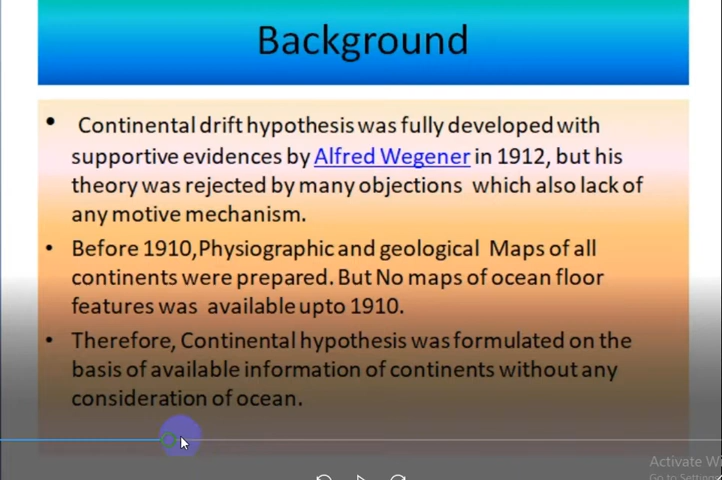 Background
• Continental drift hypothesis was fully developed with
supportive evidences by Alfred Wegener in 1912, but his
theory was rejected by many objections which also lack of
any motive mechanism.
• Before 1910,Physiographic and geological Maps of all
continents were prepared. But No maps of ocean floor
features was available upto 1910.
• Therefore, Continental hypothesis was formulated on the
basis of available information of continents without any
consideration of ocean.
Activate Wi
Go to Settings